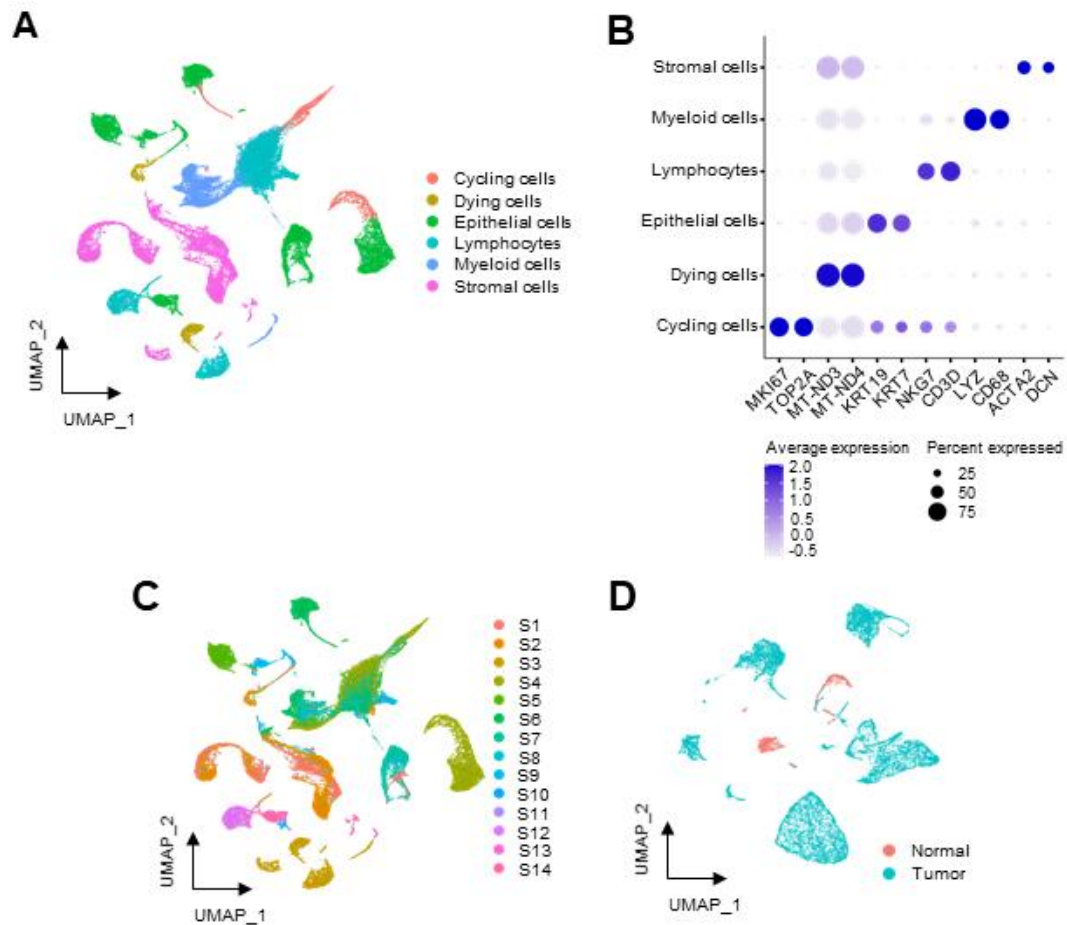 A
Cycling cells
Dying cells
Epithelial cells
Lymphocytes
Myeloid cells
Stromal cells
UMAP_2
UMAP_1
B
Stromal cells
Myeloid cells
Lymphocytes
Epithelial cells
Dying cells
Cycling cells
MKI67
TOP2A
MT-ND3
MT-ND4
KRT19
KRT7
NKG7
CD3D
LYZ
CD68
ACTA2
DCN
Average expression
2.0
1.5
1.0
0.5
0.0
-0.5
Percent expressed
25
50
75
C
S1
S2
S3
S4
S5
S6
S7
S8
S9
S10
S11
S12
S13
S14
UMAP_2
UMAP_1
D
Normal
Tumor
UMAP_2
UMAP_1